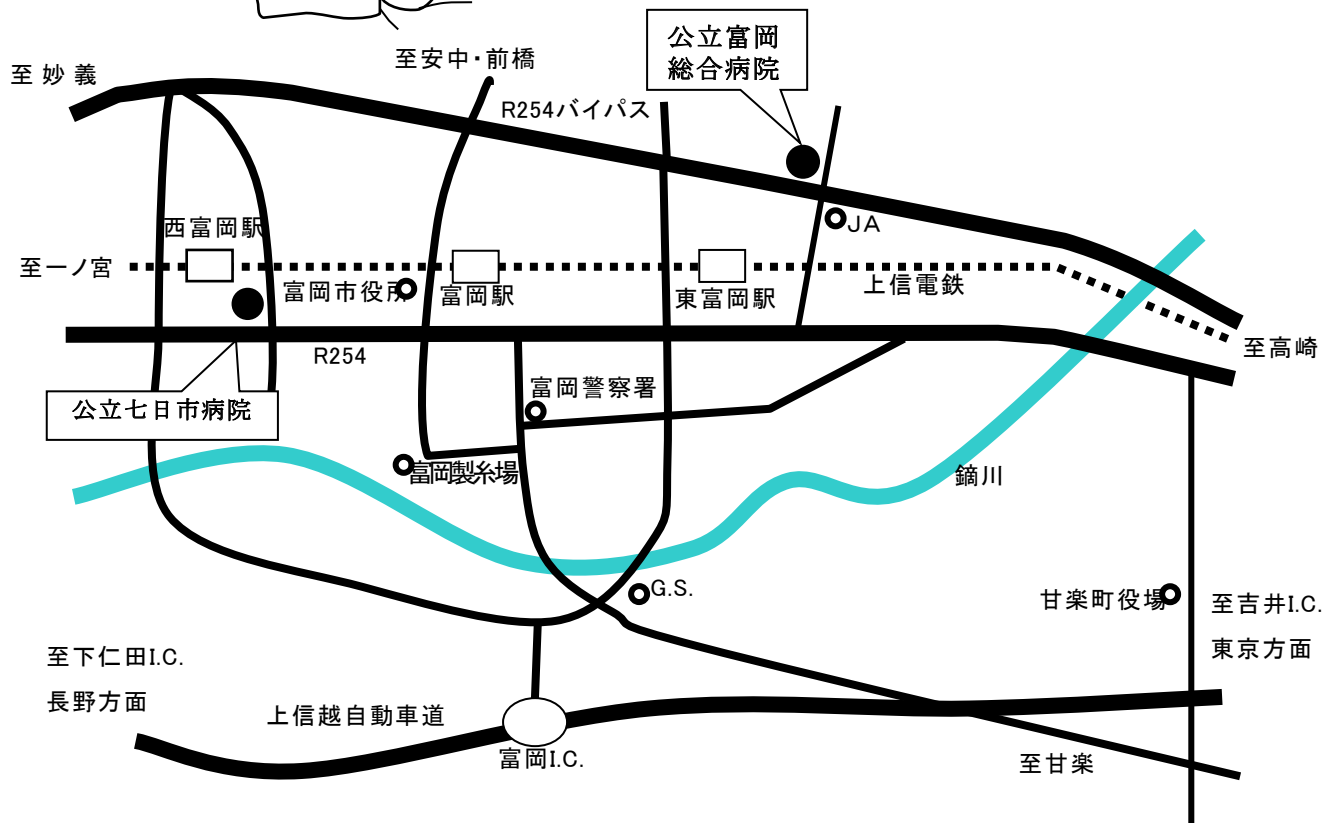 公立富岡
総合病院
至安中・前橋
至 妙 義
R254バイパス
西富岡駅
JA
至一ノ宮
富岡市役所
富岡駅
東富岡駅
上信電鉄
至高崎
R254
富岡警察署
公立七日市病院
富岡製糸場
鏑川
G.S.
甘楽町役場
至吉井I.C.
東京方面
至下仁田I.C.
長野方面
上信越自動車道
富岡I.C.
至甘楽